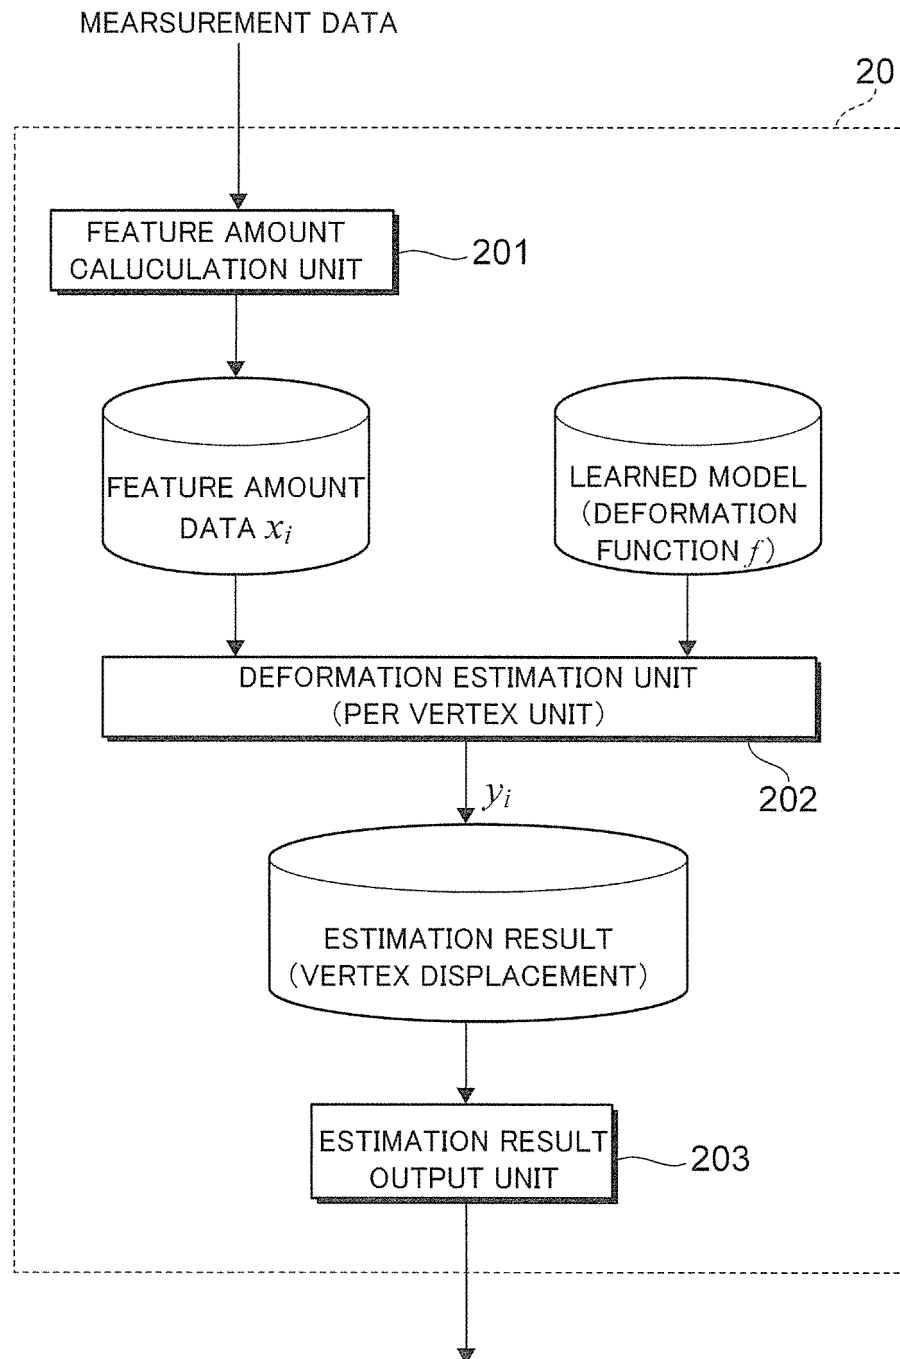 MEARSUREMENT DATA
20
FEATURE AMOUNT
CALUCULATION UNIT
201
FEATURE AMOUNT
DATA xi
LEARNED MODEL
(DEFORMATION
FUNCTION f)
DEFORMATION ESTIMATION UNIT
(PER VERTEX UNIT)
202
yi
ESTIMATION RESULT
(VERTEX DISPLACEMENT)
ESTIMATION RESULT
OUTPUT UNIT
203